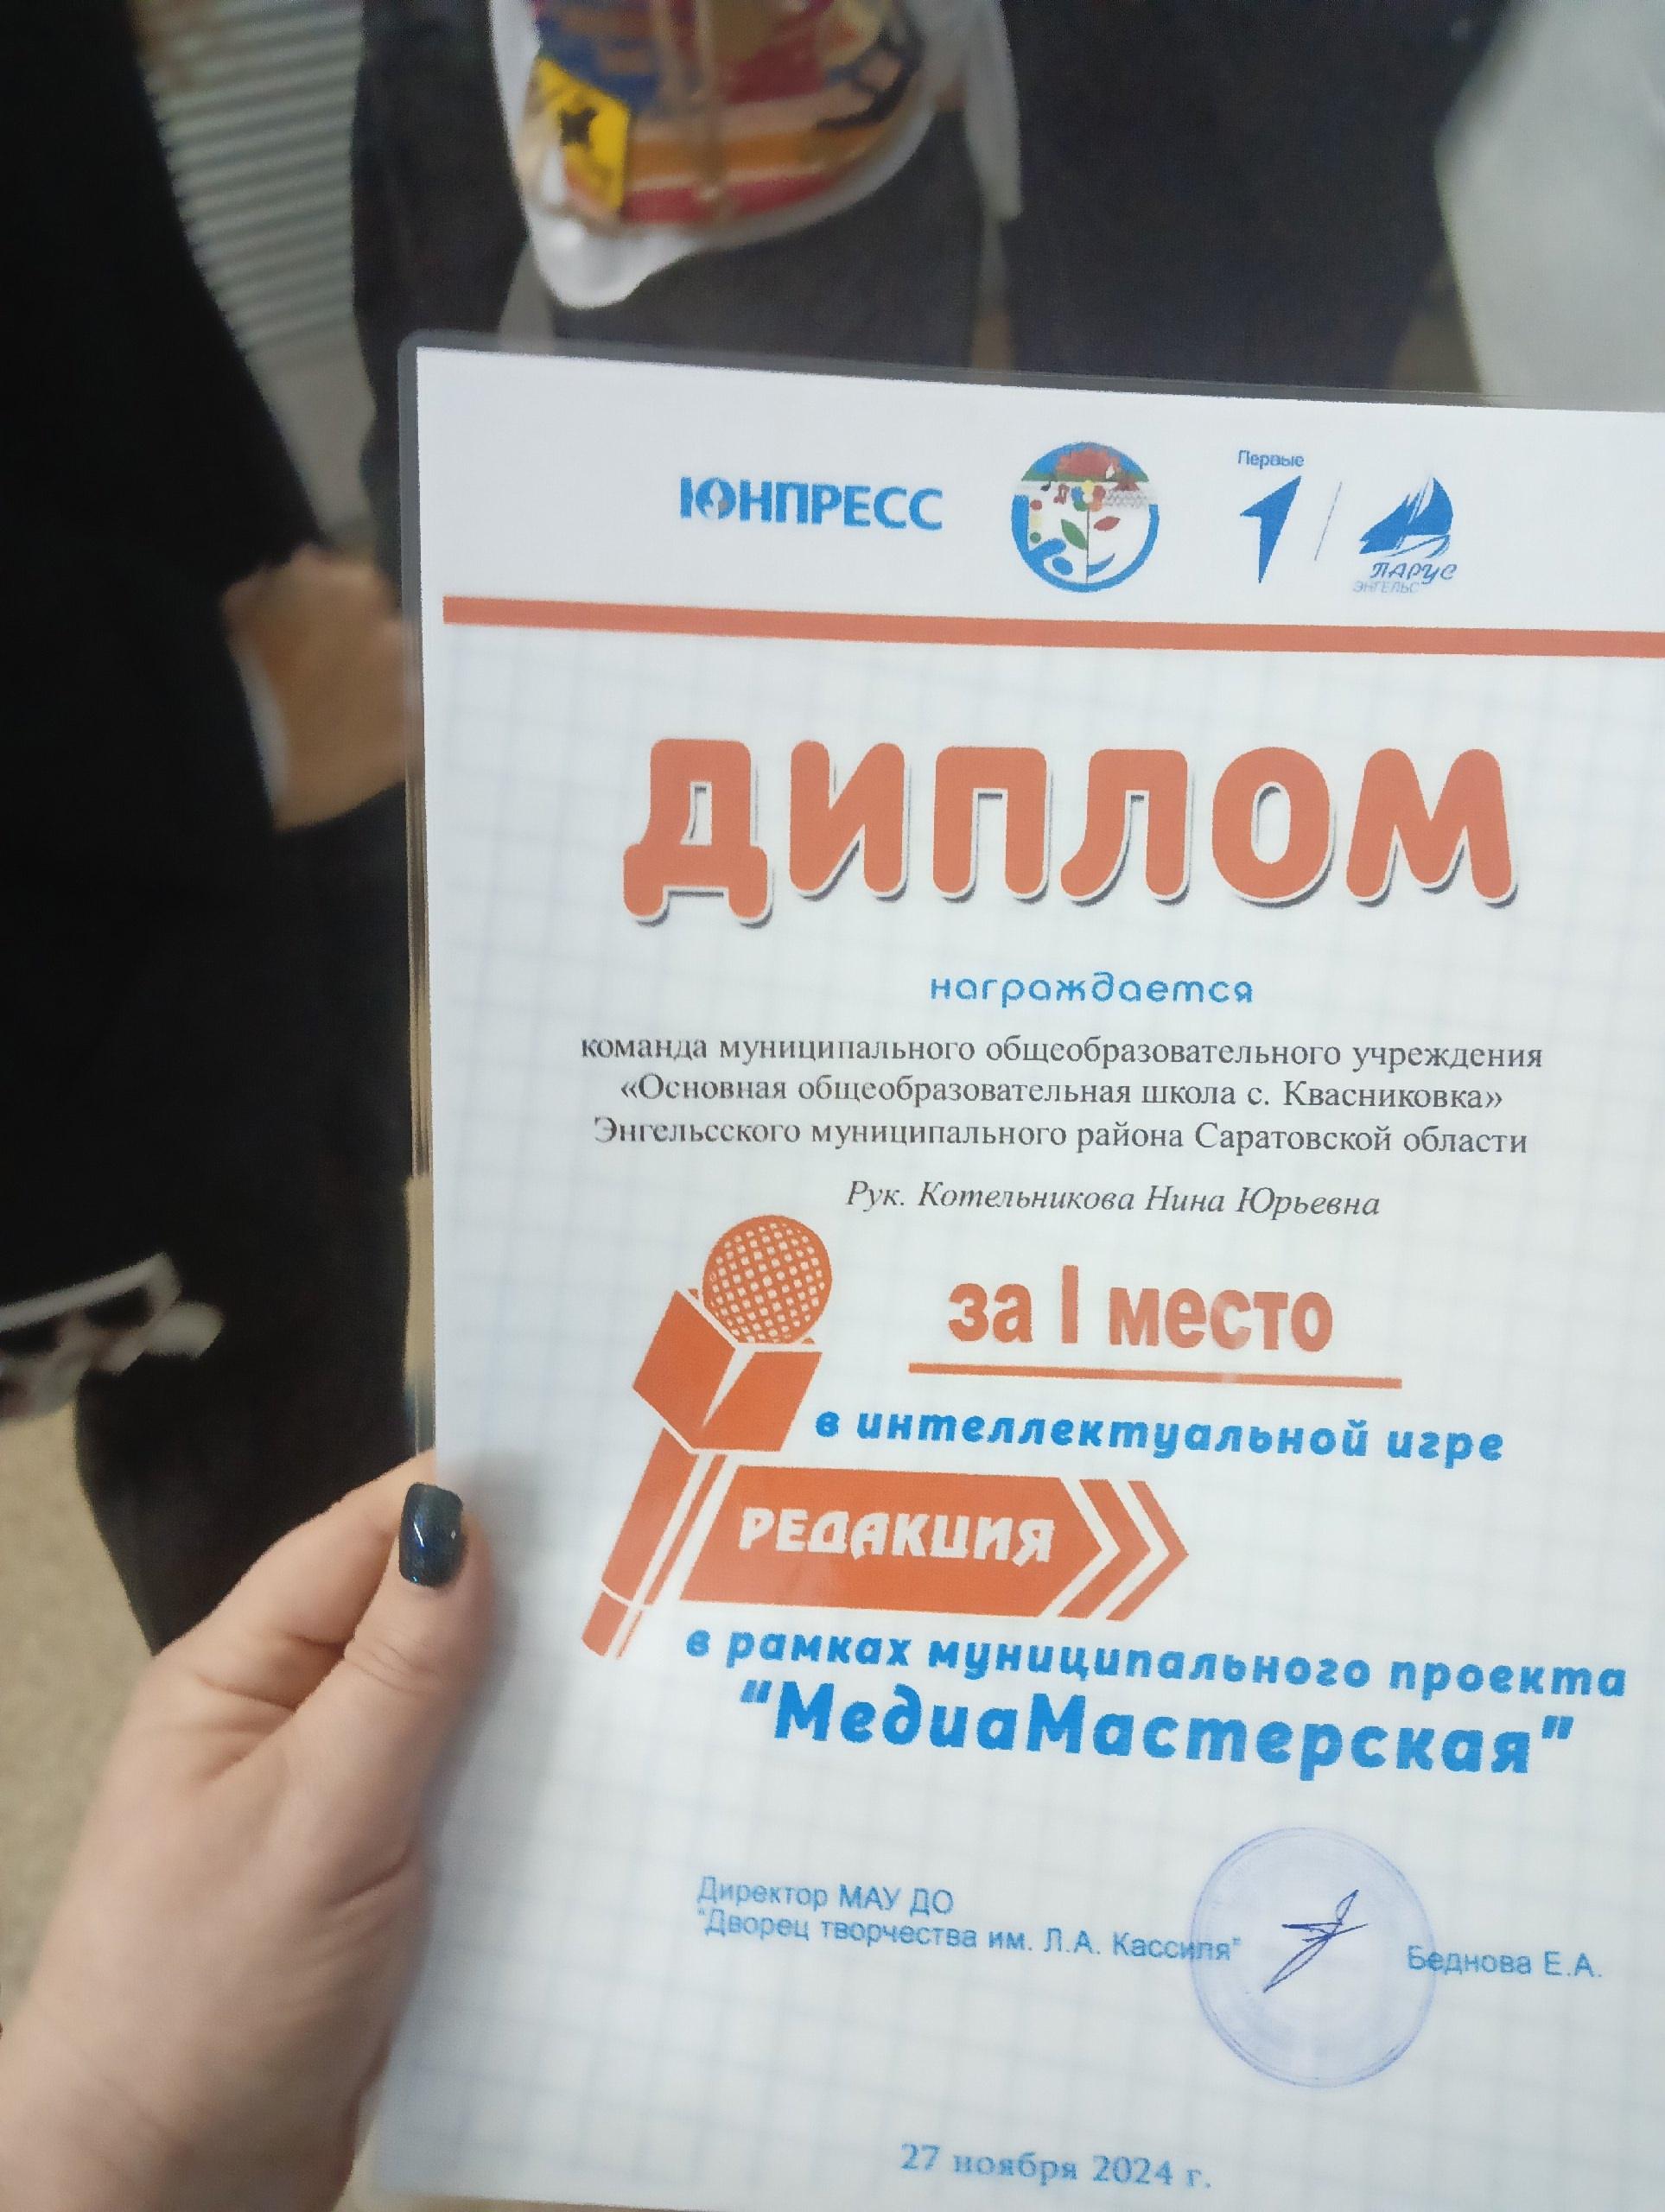 ЮНПРЕСС
Первые
ПАРУС
ЭНГЕЛЬС
ДИПЛОМ
награждается
команда муниципального общеобразовательного учреждения
«Основная общеобразовательная школа с. Квасниковка»
Энгельсского муниципального района Саратовской области
Рук. Котельникова Нина Юрьевна
за I место
в интеллектуальной игре
РЕДАКЦИЯ
в рамках муниципального проекта
"МедиаМастерская"
Директор МАУ ДО
"Дворец творчества им. Л.А. Кассиля"
Беднова Е.А.
27 ноября 2024 г.